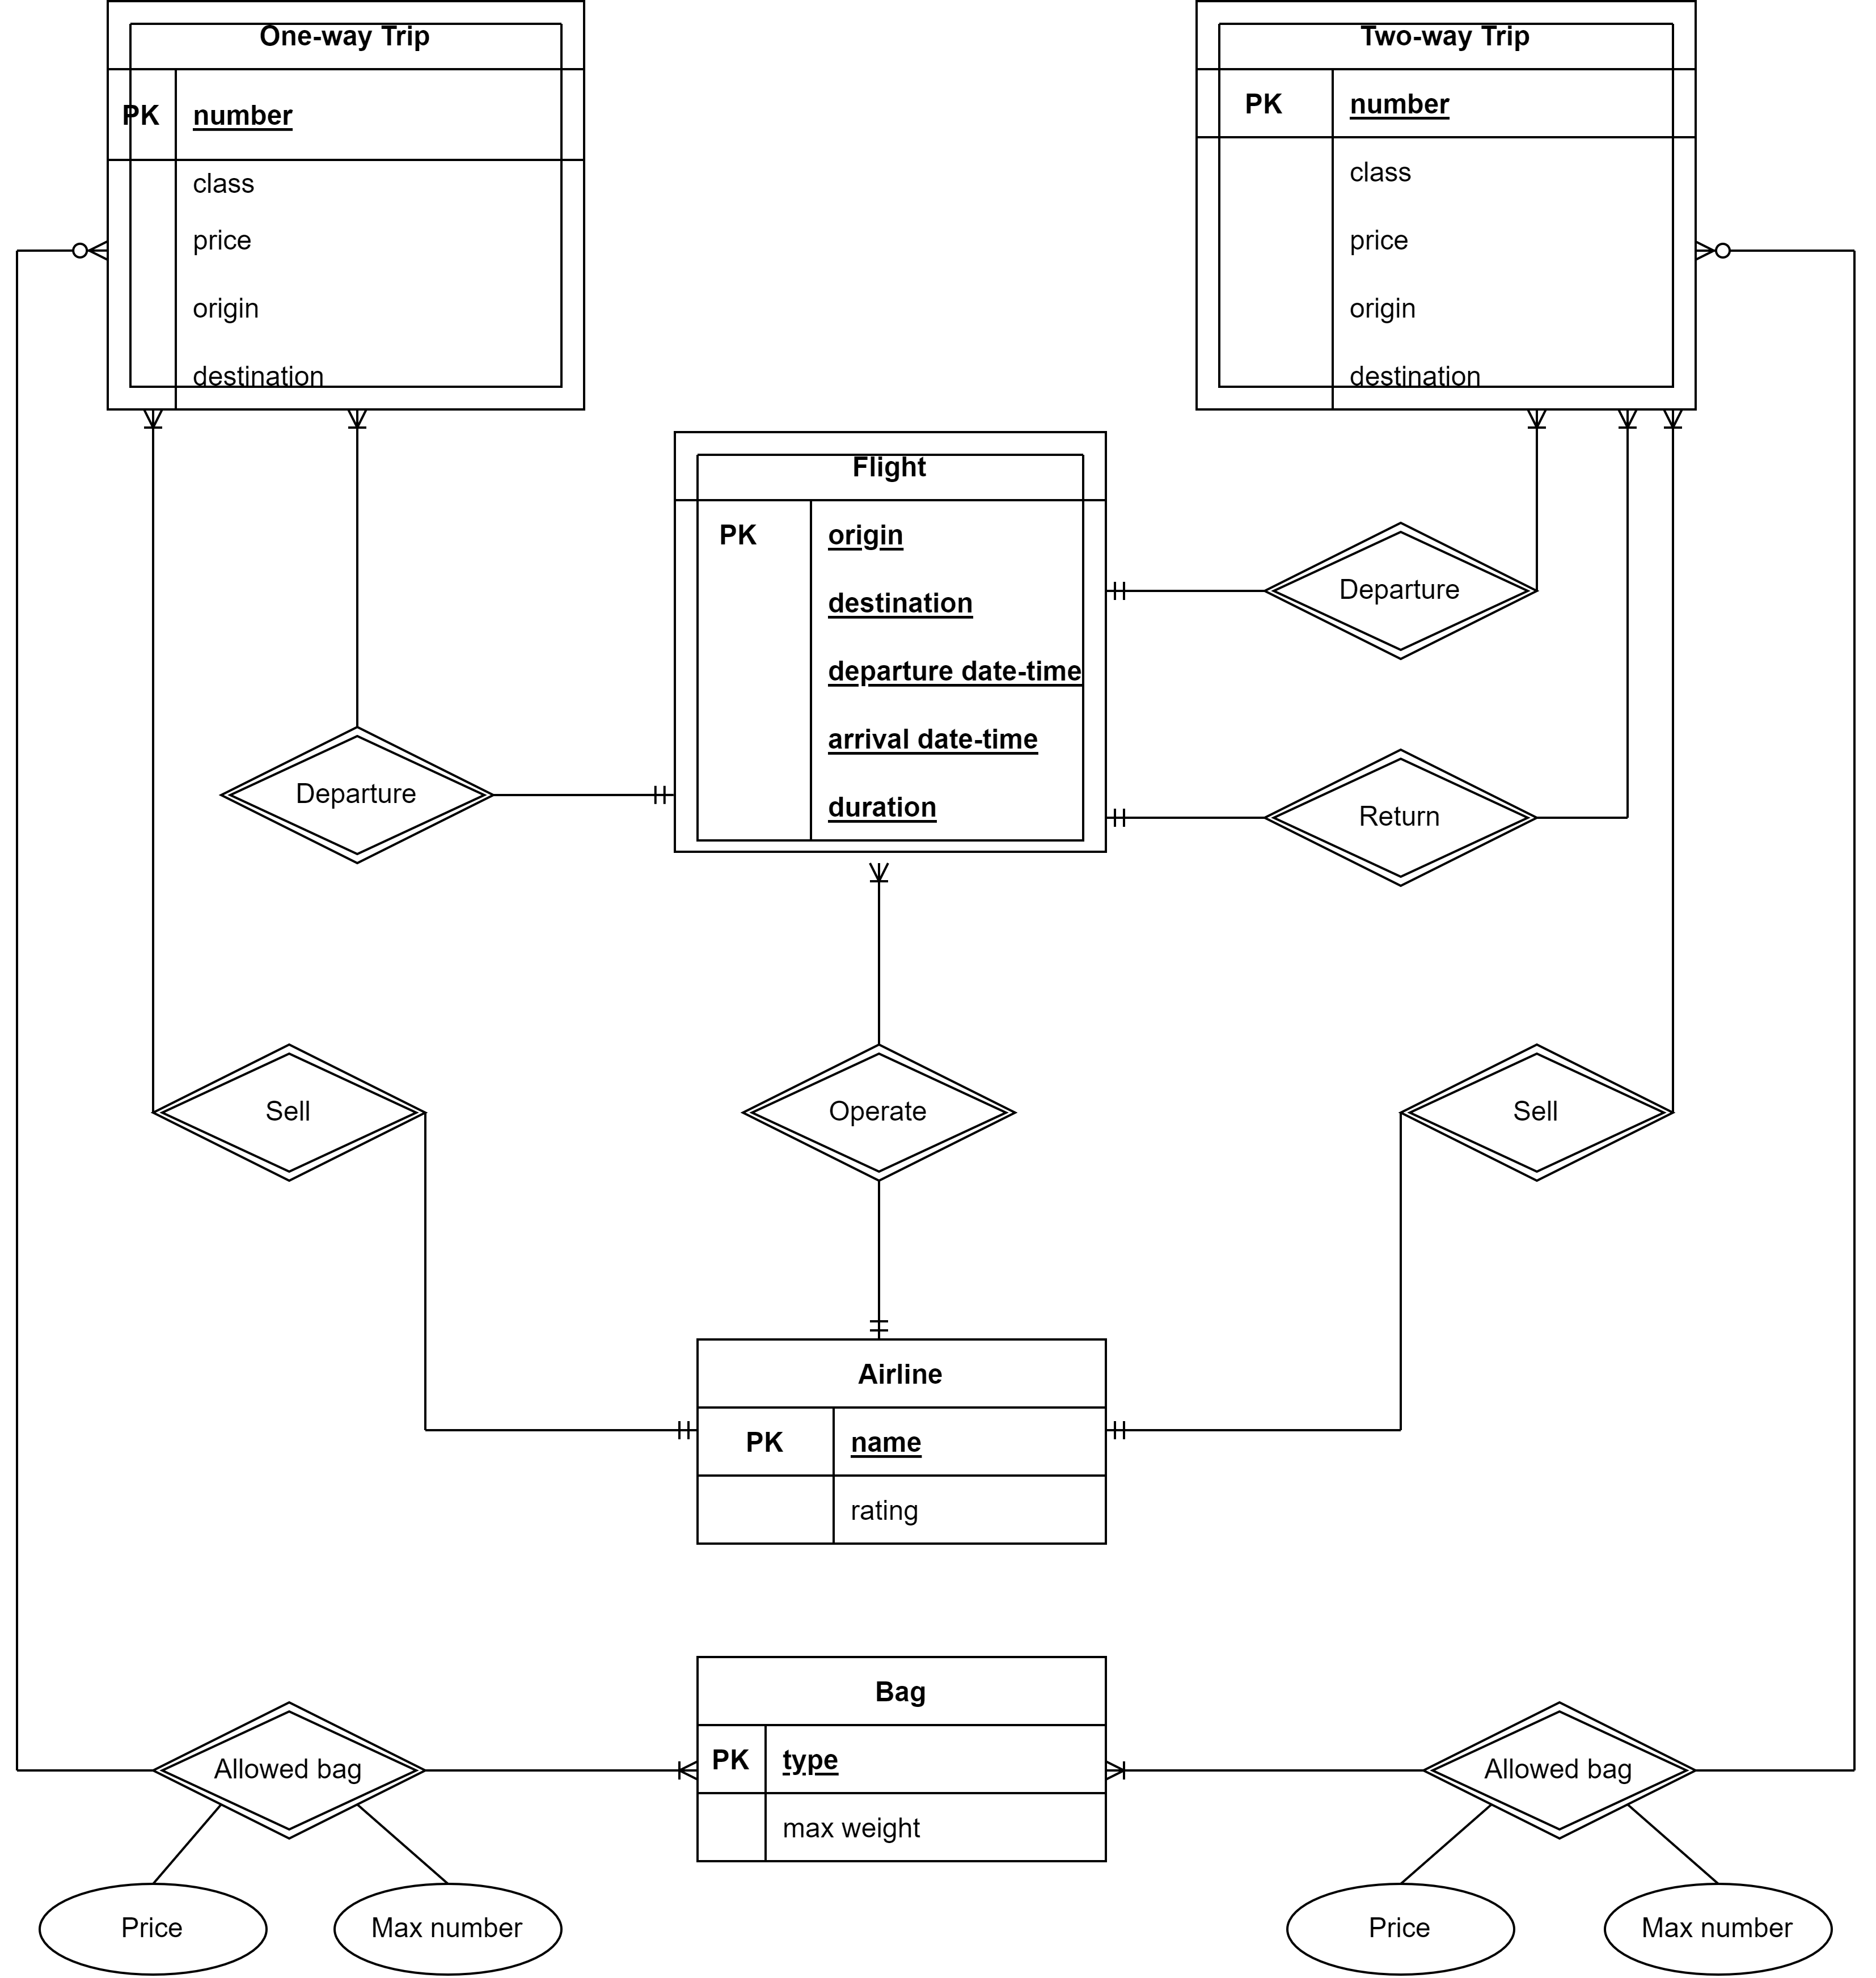 One-way Trip
PK number
class
price
origin
destination
Two-way Trip
PK number
class
price
origin
destination
Flight
PK origin
destination
departure date-time
arrival date-time
duration
Departure
Departure
Return
Sell
Operate
Sell
Airline
PK name
rating
Bag
PK type
max weight
Allowed bag
Allowed bag
Price
Max number
Price
Max number